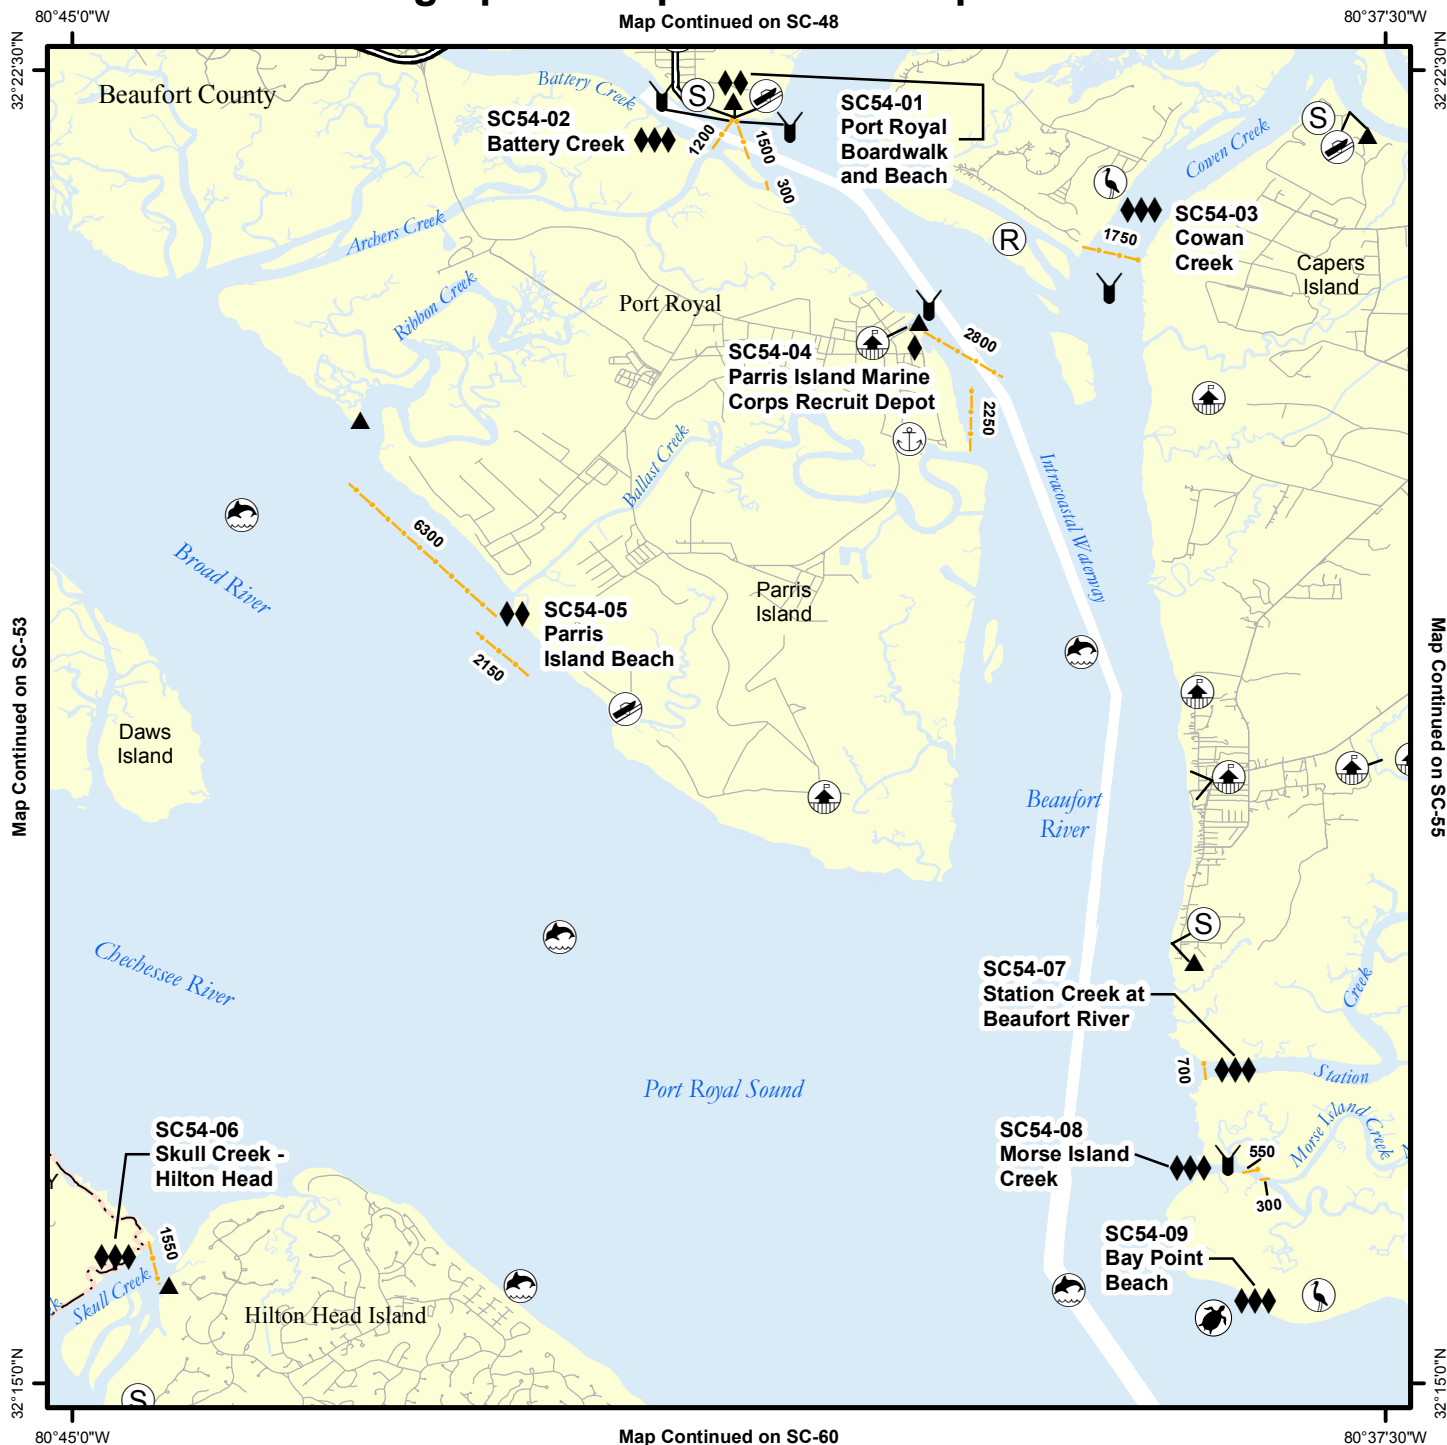 80°45'0"W
Map Continued on SC-48
80°37'30"W
32°22'30"N
32°22'30"N
Beaufort County
Battery Creek
S
SC54-01
Port Royal
Boardwalk
and Beach
SC54-02
Battery Creek
1200
1500
300
S
Cowen Creek
SC54-03
Cowan
Creek
1750
R
Archers Creek
Capers
Island
Ribbon Creek
Port Royal
2800
SC54-04
Parris Island Marine
Corps Recruit Depot
2250
Ballast Creek
Intracoastal Waterway
6300
Broad River
Parris
Island
SC54-05
Parris
Island Beach
2150
Map Continued on SC-53
Map Continued on SC-55
Daws
Island
Beaufort
River
S
Chechessee River
SC54-07
Station Creek at
Beaufort River
Creek
700
Station
Port Royal Sound
SC54-06
Skull Creek -
Hilton Head
SC54-08
Morse Island
Creek
550
Morse Island Creek
300
1550
SC54-09
Bay Point
Beach
Skull Creek
Hilton Head Island
S
32°15'0"N
32°15'0"N
80°45'0"W
Map Continued on SC-60
80°37'30"W